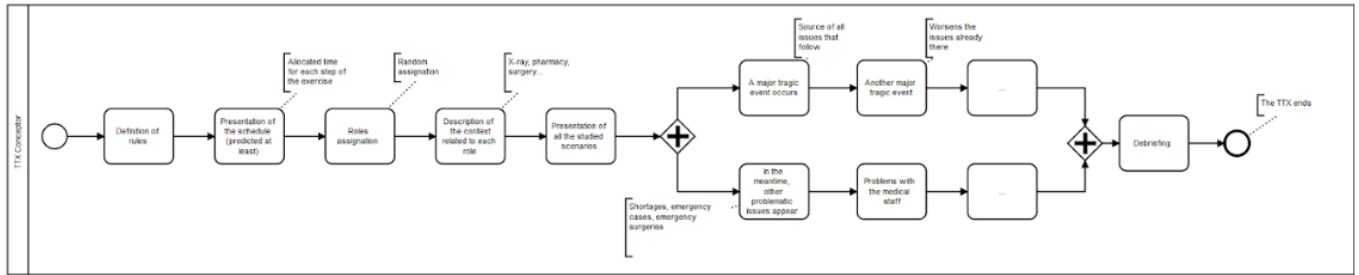 TTX Conceptor
Definition of
rules
Presentation of
the schedule
(predicted at
least)
Allocated time
for each step of
the exercise
Roles
assignation
Random
assignation
Description of
the context
related to each
role
X-ray, pharmacy,
surgery...
Presentation of
all the studied
scenarios
A major tragic
event occurs
Source of all
issues that
follow
Another major
tragic event
Worsens the
issues already
there
...
In the
meantime,
other
problematic
issues appear
Shortages, emergency
cases, emergency
surgeries
Problems with
the medical
staff
...
Debriefing
The TTX ends